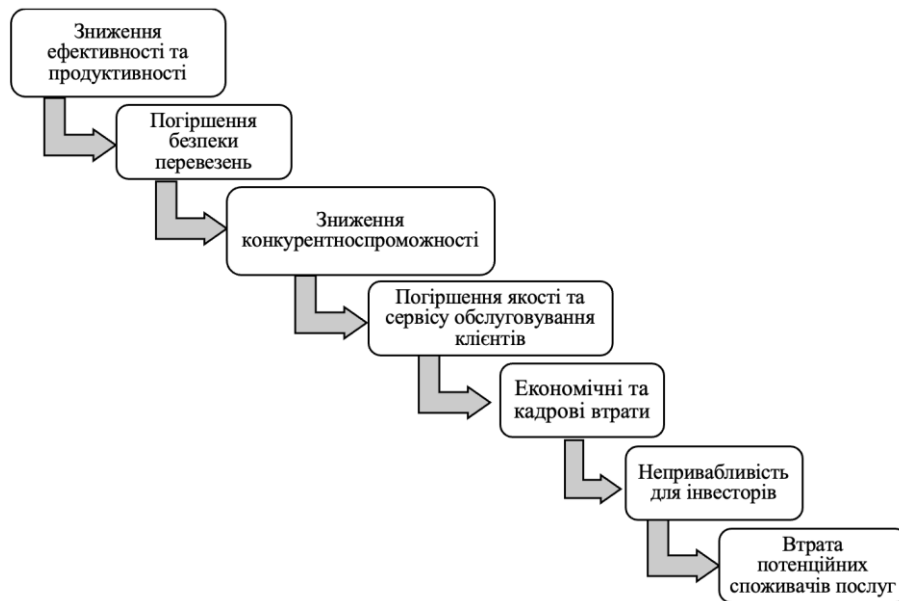 Зниження
ефективності та
продуктивності
Погіршення
безпеки
перевезень
Зниження
конкурентноспроможності
Погіршення якості та
сервісу обслуговування
клієнтів
Економічні та
кадрові втрати
Непривабливість
для інвесторів
Втрата
потенційних
споживачів послуг